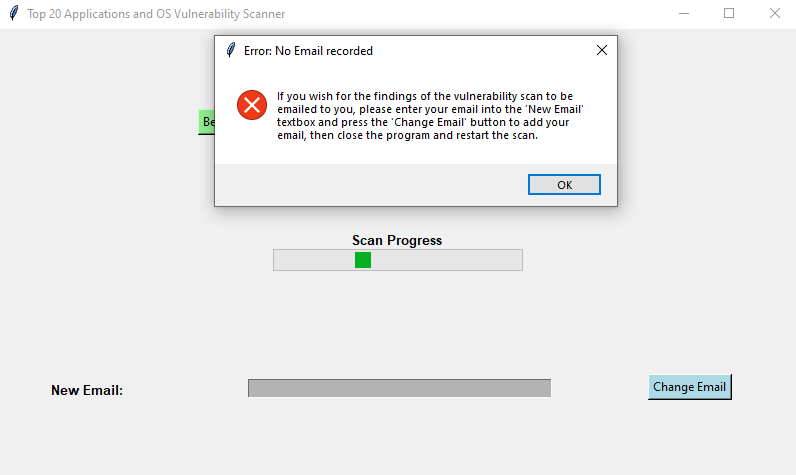 Top 20 Applications and OS Vulnerability Scanner
Error: No Email recorded
If you wish for the findings of the vulnerability scan to be
emailed to you, please enter your email into the 'New Email'
textbox and press the 'Change Email' button to add your
email, then close the program and restart the scan.
OK
Scan Progress
New Email:
Change Email